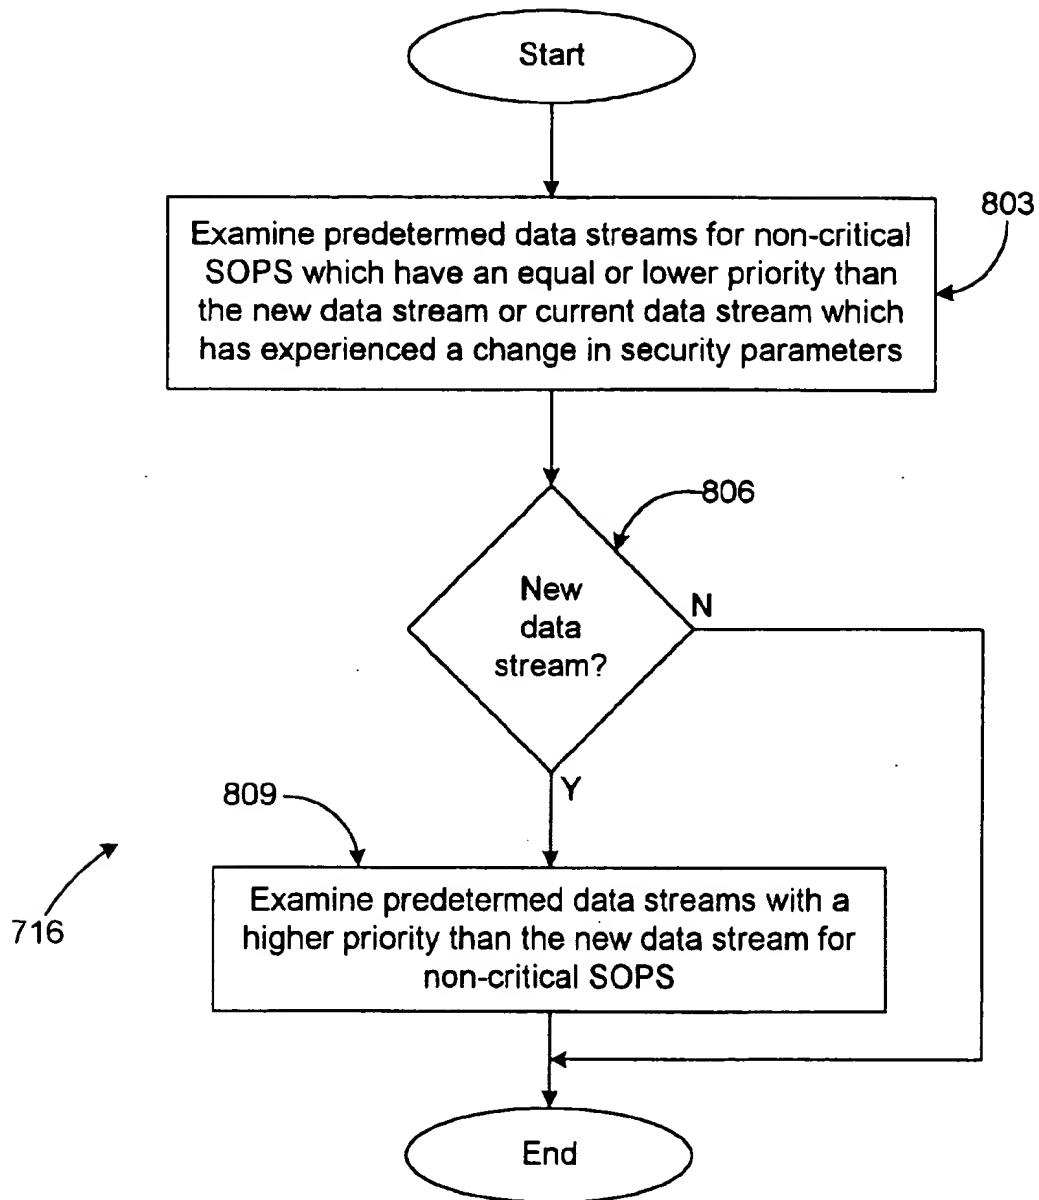 Start
803
Examine predetermed data streams for non-critical
SOPS which have an equal or lower priority than
the new data stream or current data stream which
has experienced a change in security parameters
806
New
data
stream?
N
Y
809
Examine predetermed data streams with a
higher priority than the new data stream for
non-critical SOPS
716
End